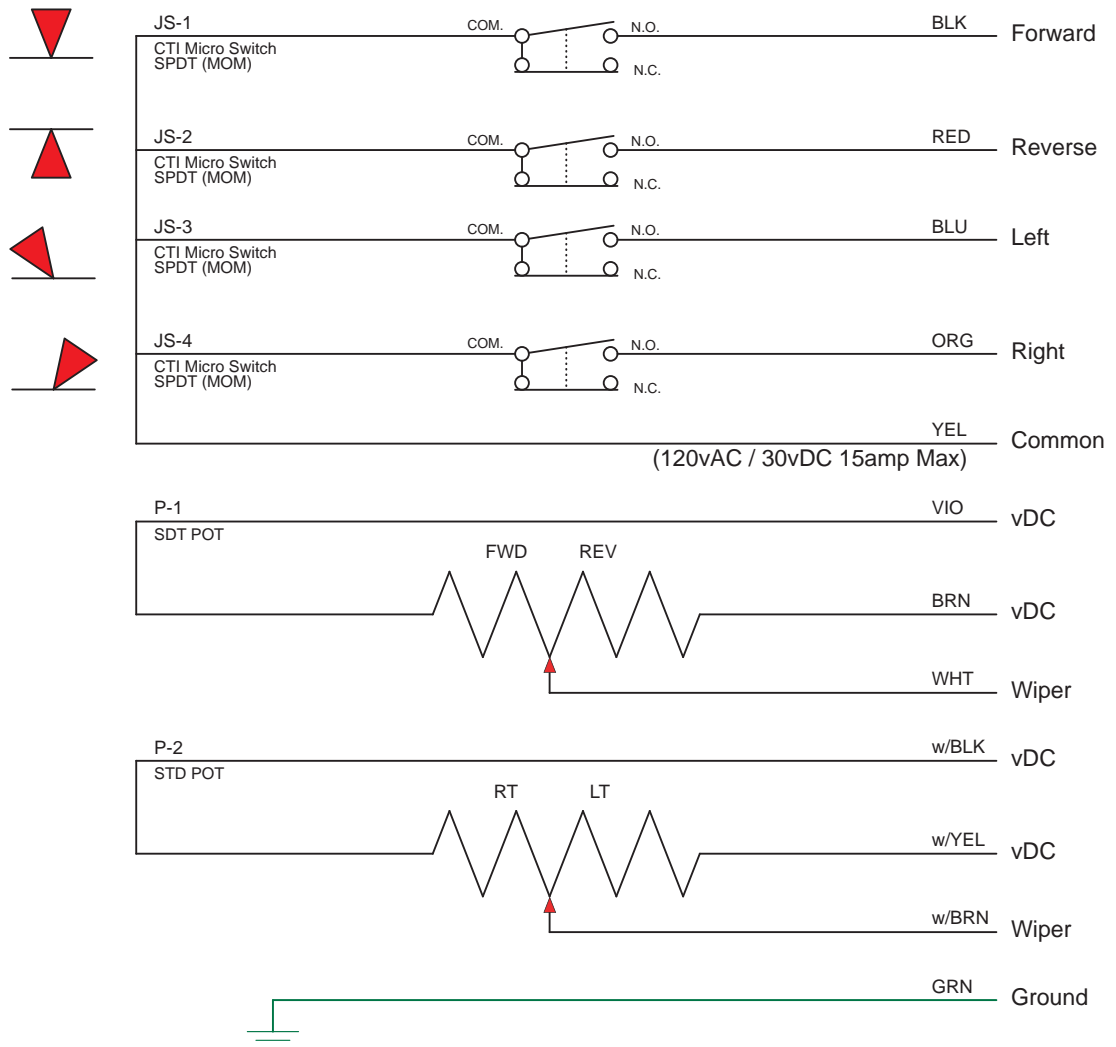 JS-1
CTI Micro Switch
SPDT (MOM)
COM.
N.O.
N.C.
BLK
Forward
JS-2
CTI Micro Switch
SPDT (MOM)
COM.
N.O.
N.C.
RED
Reverse
JS-3
CTI Micro Switch
SPDT (MOM)
COM.
N.O.
N.C.
BLU
Left
JS-4
CTI Micro Switch
SPDT (MOM)
COM.
N.O.
N.C.
ORG
Right
YEL
Common
(120vAC / 30vDC 15amp Max)
P-1
SDT POT
VIO
vDC
FWD
REV
BRN
vDC
WHT
Wiper
P-2
STD POT
w/BLK
vDC
RT
LT
w/YEL
vDC
w/BRN
Wiper
GRN
Ground